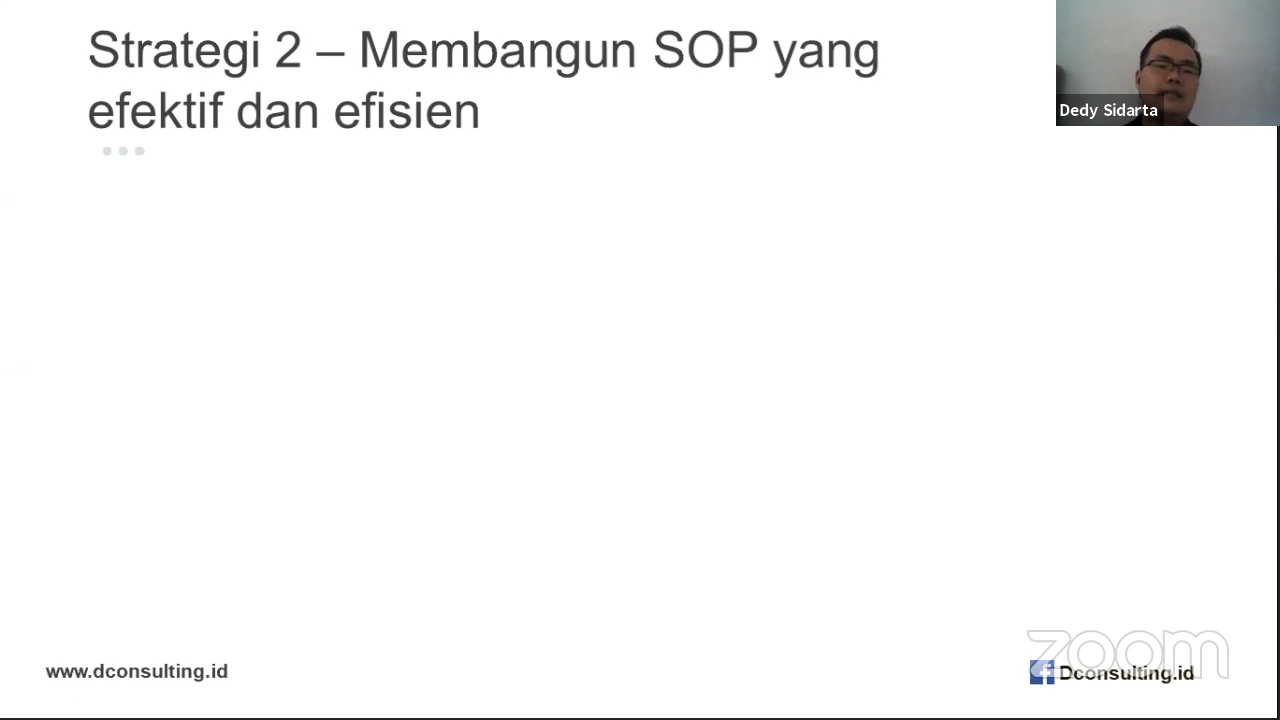 Strategi 2 – Membangun SOP yang
efektif dan efisien
Dedy Sidarta
www.dconsulting.id
zoom
Dconsulting.id